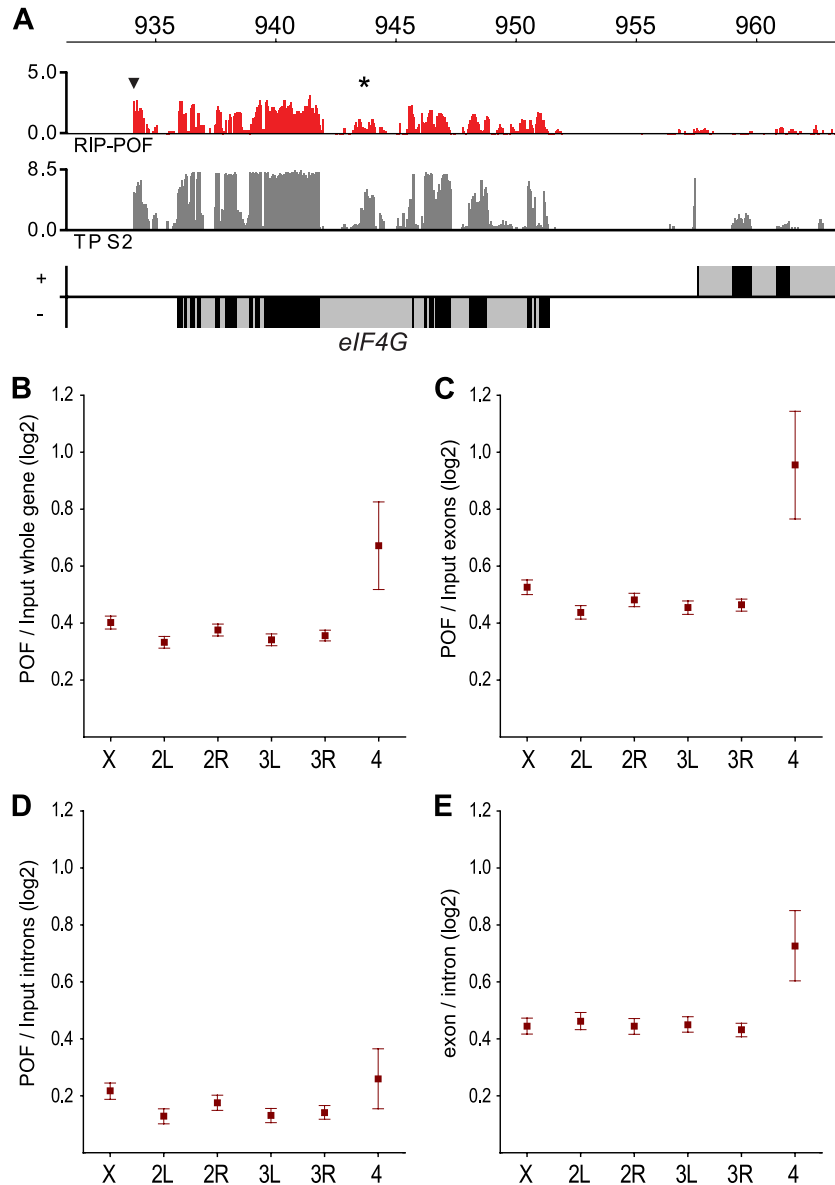 A
935 940 945 950 955 960
5.0
▼ *
0.0
RIP-POF
8.5
0.0
TP S2
+
-
eIF4G
B
POF / Input whole gene (log2)
1.2
1.0
0.8
0.6
0.4
0.2
X 2L 2R 3L 3R 4
C
POF / Input exons (log2)
1.2
1.0
0.8
0.6
0.4
0.2
X 2L 2R 3L 3R 4
D
POF / Input introns (log2)
1.2
1.0
0.8
0.6
0.4
0.2
X 2L 2R 3L 3R 4
E
exon / intron (log2)
1.2
1.0
0.8
0.6
0.4
0.2
X 2L 2R 3L 3R 4